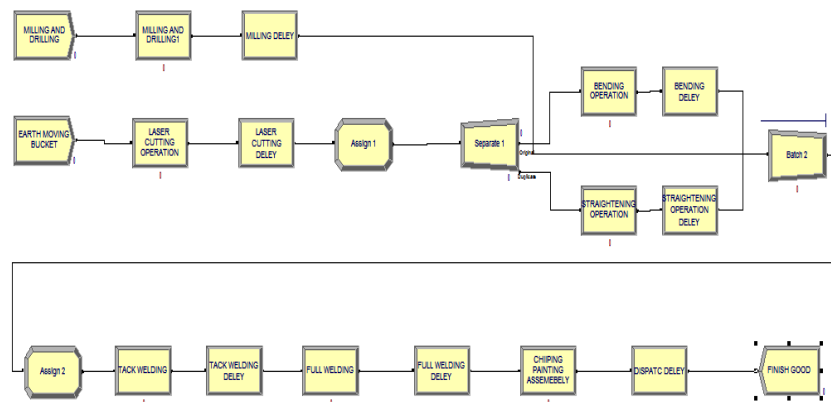 MILLING AND
DRILLING
MILLING AND
DRILLING1
MILLING DELEY
EARTH MOVING
BUCKET
LASER
CUTTING
OPERATION
LASER
CUTTING
DELEY
Assign 1
Separate 1
Original
Duplicate
BENDING
OPERATION
BENDING
DELEY
STRAIGHTENING
OPERATION
STRAIGHTENING
OPERATION
DELEY
Batch 2
Assign 2
TACK WELDING
TACK WELDING
DELEY
FULL WELDING
FULL WELDING
DELEY
CHIIPING
PAINTING
ASSEMEBELY
DISPATC DELEY
FINISH GOOD